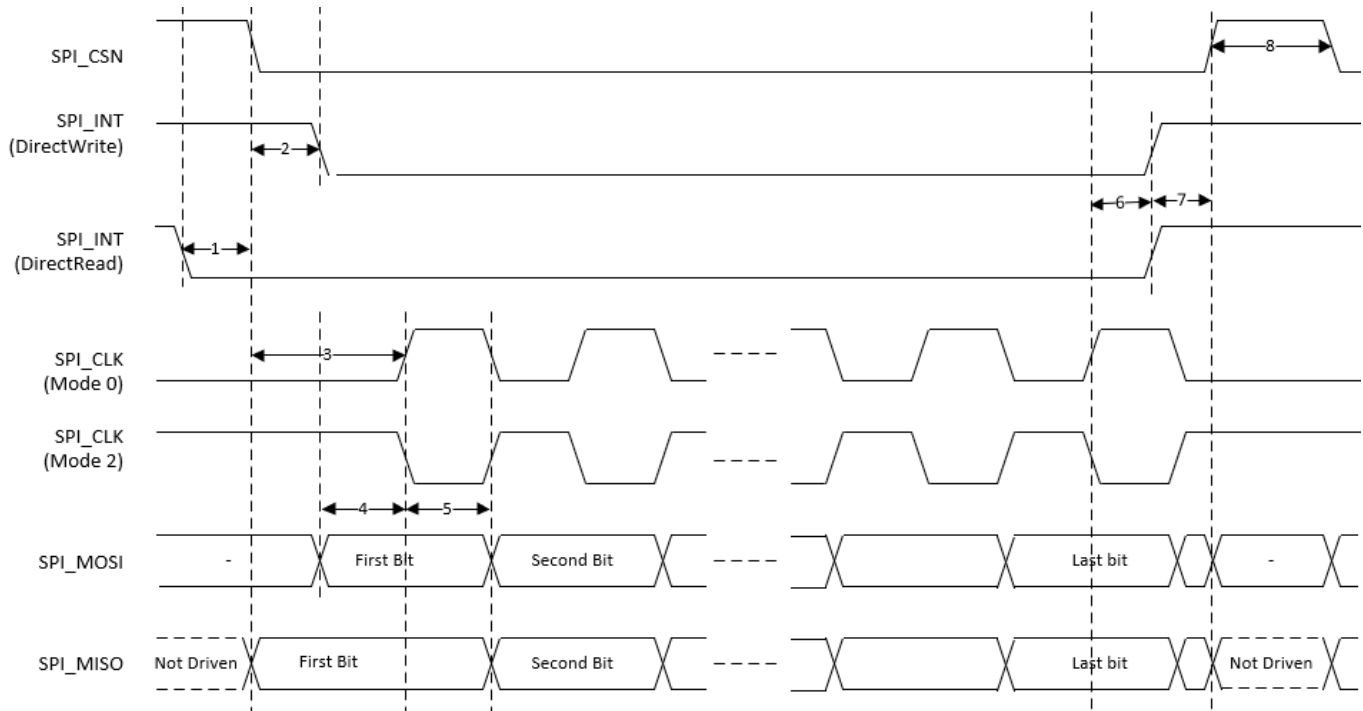 SPI_CSN
8
SPI_INT
(DirectWrite)
2
6
7
SPI_INT
(DirectRead)
1
SPI_CLK
(Mode 0)
3
SPI_CLK
(Mode 2)
4
5
SPI_MOSI
-
First Bit
Second Bit
Last bit
-
SPI_MISO
Not Driven
First Bit
Second Bit
Last bit
Not Driven